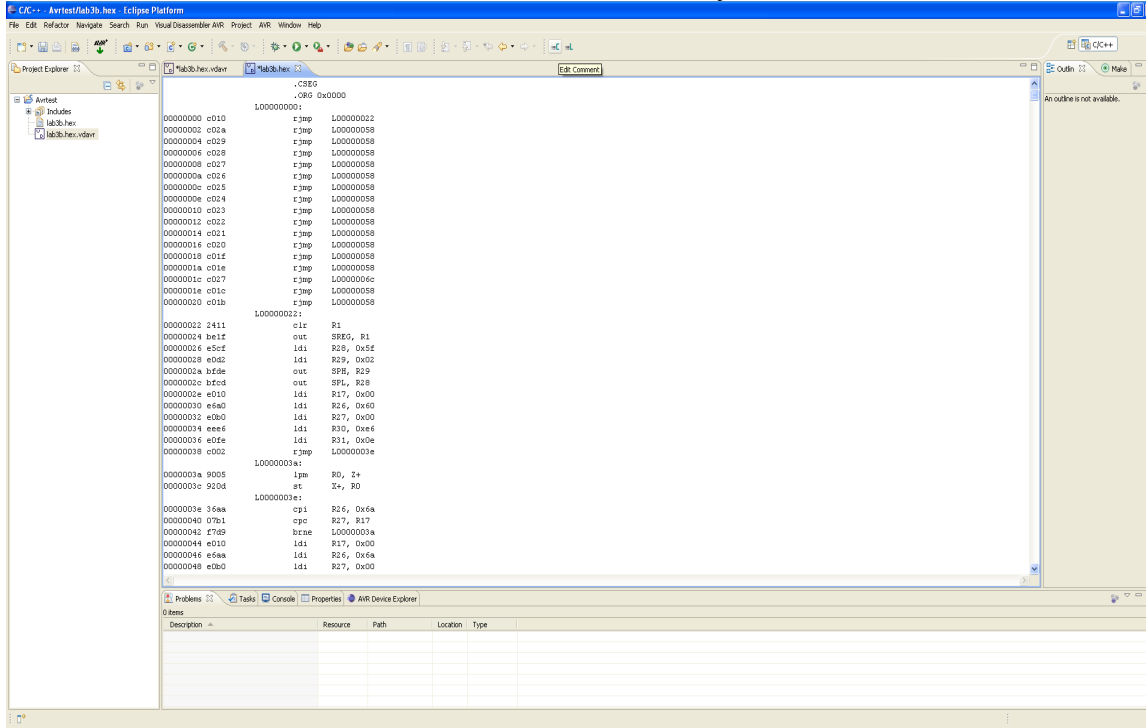 C/C++ - Avrtest/lab3b.hex - Eclipse Platform
File Edit Refactor Navigate Search Run Visual Disassembler AVR Project AVR Window Help
C/C++
Project Explorer
*lab3b.hex.vdavr
*lab3b.hex
Edit Comment
Outlin
Make
An outline is not available.
Avrtest
Includes
lab3b.hex
lab3b.hex.vdavr
.CSEG
.ORG 0x0000
L00000000:
00000000 c010 rjmp L00000022
00000002 c02a rjmp L00000058
00000004 c029 rjmp L00000058
00000006 c028 rjmp L00000058
00000008 c027 rjmp L00000058
0000000a c026 rjmp L00000058
0000000c c025 rjmp L00000058
0000000e c024 rjmp L00000058
00000010 c023 rjmp L00000058
00000012 c022 rjmp L00000058
00000014 c021 rjmp L00000058
00000016 c020 rjmp L00000058
00000018 c01f rjmp L00000058
0000001a c01e rjmp L00000058
0000001c c027 rjmp L0000006c
0000001e c01c rjmp L00000058
00000020 c01b rjmp L00000058
L00000022:
00000022 2411 clr R1
00000024 be1f out SREG, R1
00000026 e5cf ldi R28, 0x5f
00000028 e0d2 ldi R29, 0x02
0000002a bfde out SPH, R29
0000002c bfcd out SPL, R28
0000002e e010 ldi R17, 0x00
00000030 e6a0 ldi R26, 0x60
00000032 e0b0 ldi R27, 0x00
00000034 eee6 ldi R30, 0xe6
00000036 e0fe ldi R31, 0x0e
00000038 c002 rjmp L0000003e
L0000003a:
0000003a 9005 lpm R0, Z+
0000003c 920d st X+, R0
L0000003e:
0000003e 36aa cpi R26, 0x6a
00000040 07b1 cpc R27, R17
00000042 f7d9 brne L0000003a
00000044 e010 ldi R17, 0x00
00000046 e6aa ldi R26, 0x6a
00000048 e0b0 ldi R27, 0x00
Problems Tasks Console Properties AVR Device Explorer
0 items
Description Resource Path Location Type